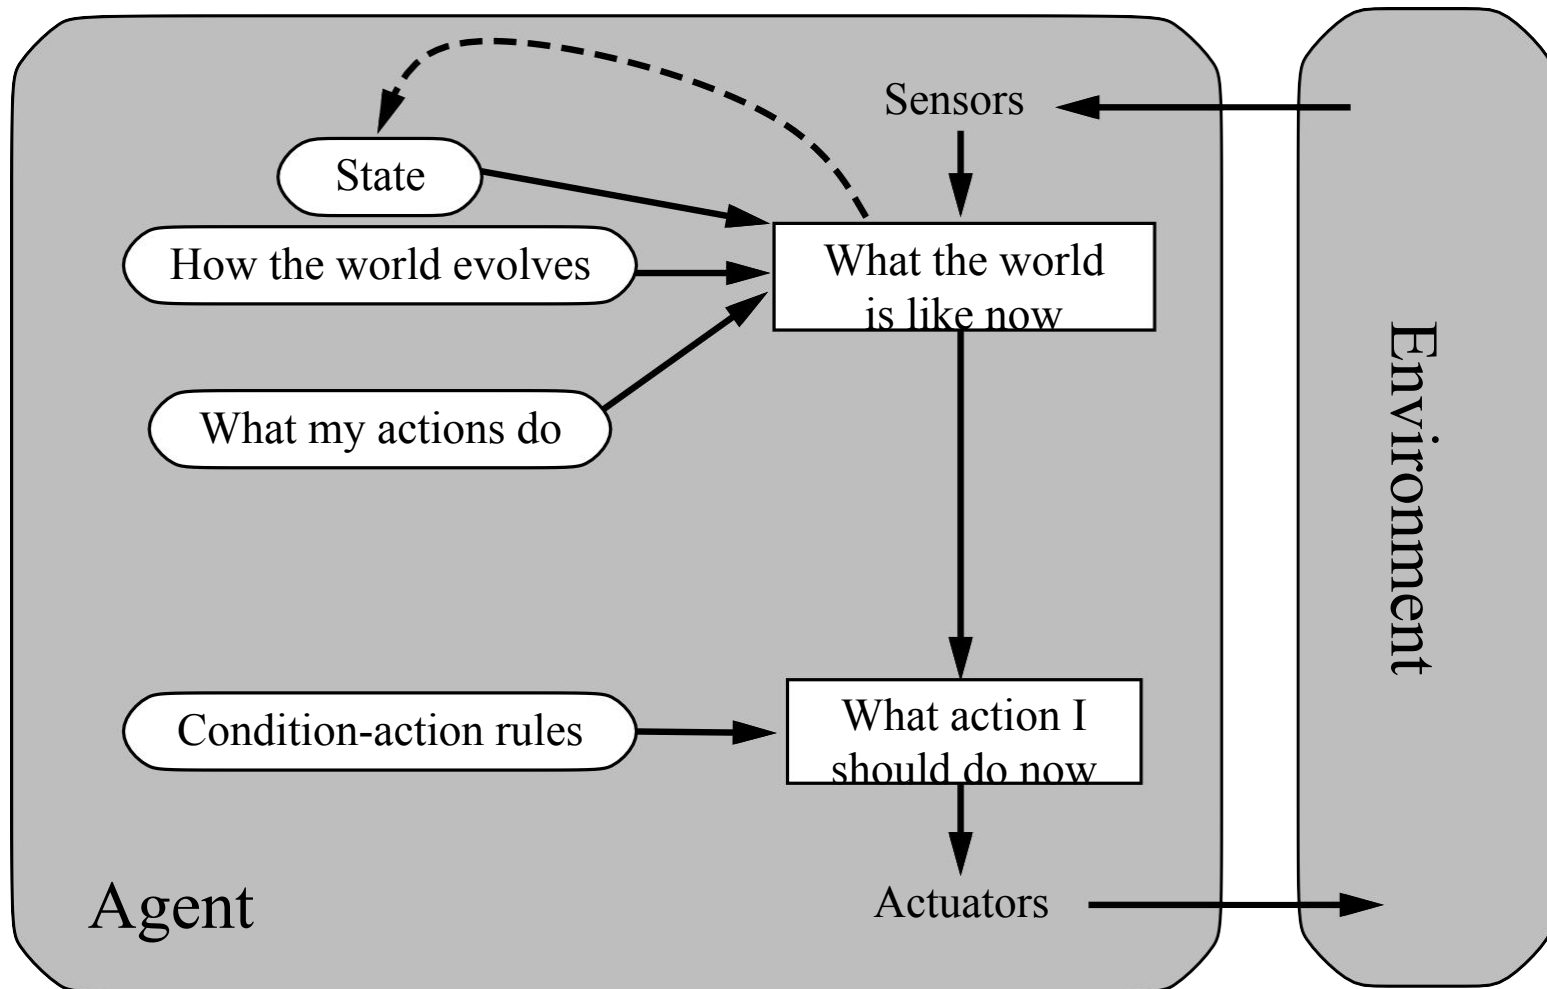 Sensors
State
How the world evolves
What the world
is like now
What my actions do
Environment
Condition-action rules
What action I
should do now
Agent
Actuators